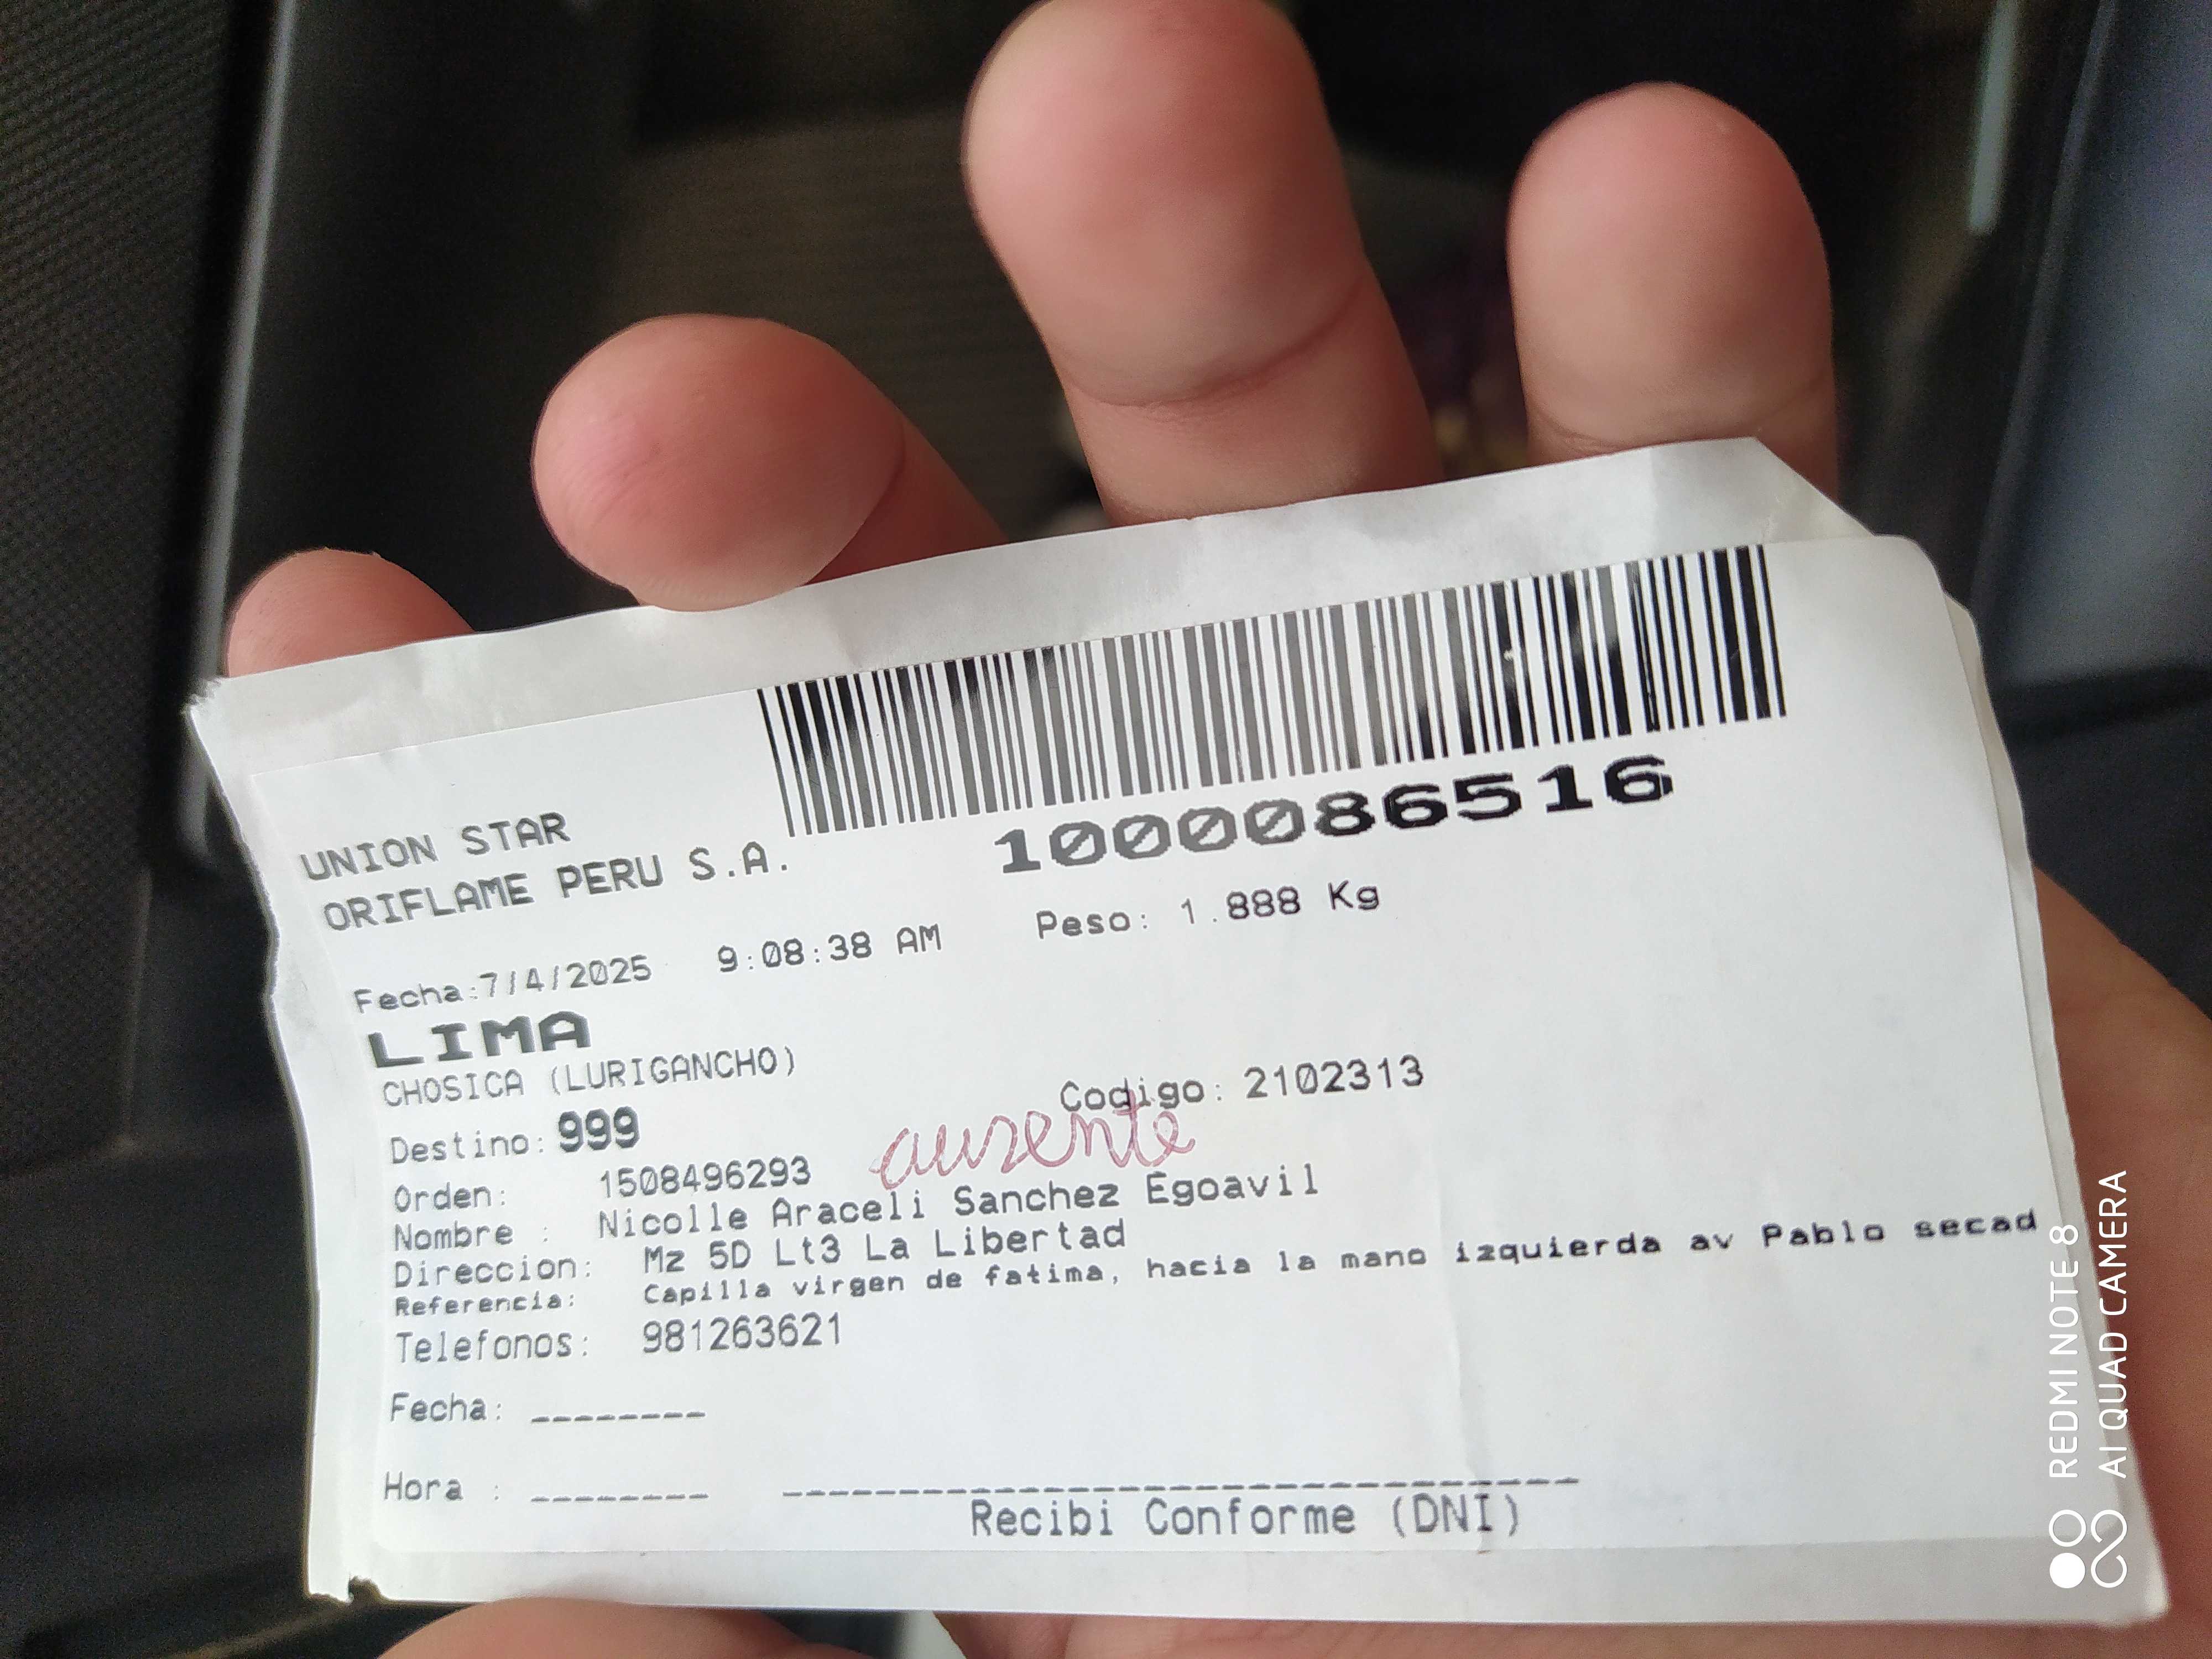 1000086516
UNION STAR
ORIFLAME PERU S.A.
Fecha:7/4/2025 9:08:38 AM Peso: 1.888 Kg
LIMA
CHOSICA (LURIGANCHO)
Destino: 999 Codigo: 2102313
ausente
Orden: 1508496293
Nombre : Nicolle Araceli Sanchez Egoavil
Direccion: Mz 5D Lt3 La Libertad
Referencia: Capilla virgen de fatima, hacia la mano izquierda av Pablo secad
Telefonos: 981263621
Fecha: ________
Hora : ________
Recibi Conforme (DNI)
REDMI NOTE 8
AI QUAD CAMERA